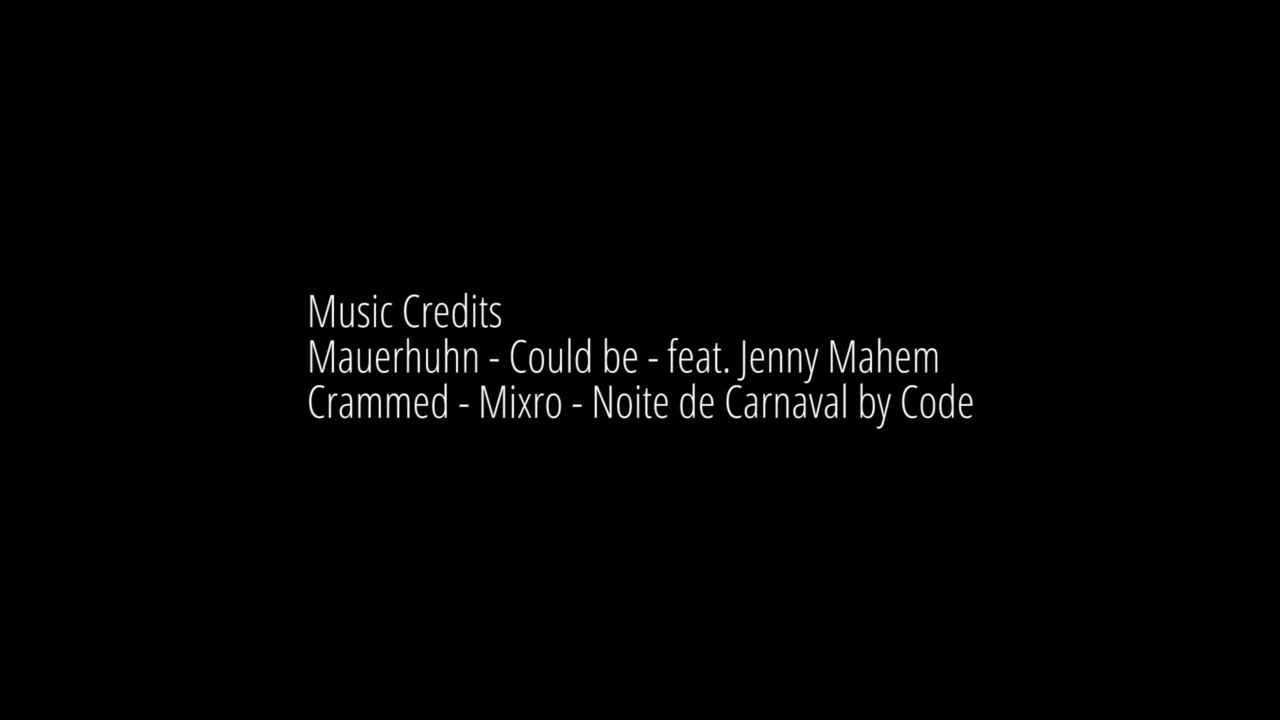 Music Credits
Mauerhuhn - Could be - feat. Jenny Mahem
Crammed - Mixro - Noite de Carnaval by Code